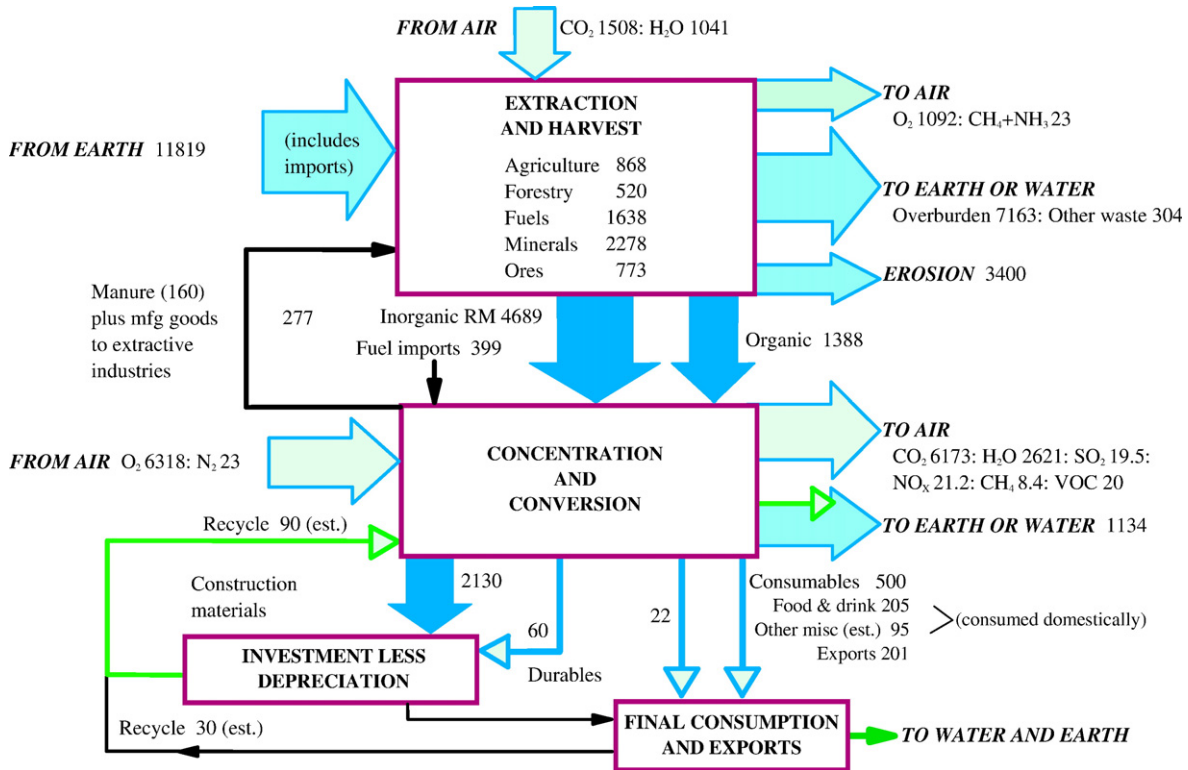 FROM AIR CO₂ 1508: H₂O 1041
EXTRACTION
AND HARVEST
Agriculture 868
Forestry 520
Fuels 1638
Minerals 2278
Ores 773
FROM EARTH 11819
(includes
imports)
TO AIR
O₂ 1092: CH₄+NH₃ 23
TO EARTH OR WATER
Overburden 7163: Other waste 304
EROSION 3400
Manure (160)
plus mfg goods
to extractive
industries
277
Inorganic RM 4689
Fuel imports 399
Organic 1388
FROM AIR O₂ 6318: N₂ 23
CONCENTRATION
AND
CONVERSION
TO AIR
CO₂ 6173: H₂O 2621: SO₂ 19.5:
NOₓ 21.2: CH₄ 8.4: VOC 20
TO EARTH OR WATER 1134
Recycle 90 (est.)
Construction
materials
2130
60
Durables
22
Consumables 500
Food & drink 205
Other misc (est.) 95
Exports 201
(consumed domestically)
INVESTMENT LESS
DEPRECIATION
Recycle 30 (est.)
FINAL CONSUMPTION
AND EXPORTS
TO WATER AND EARTH